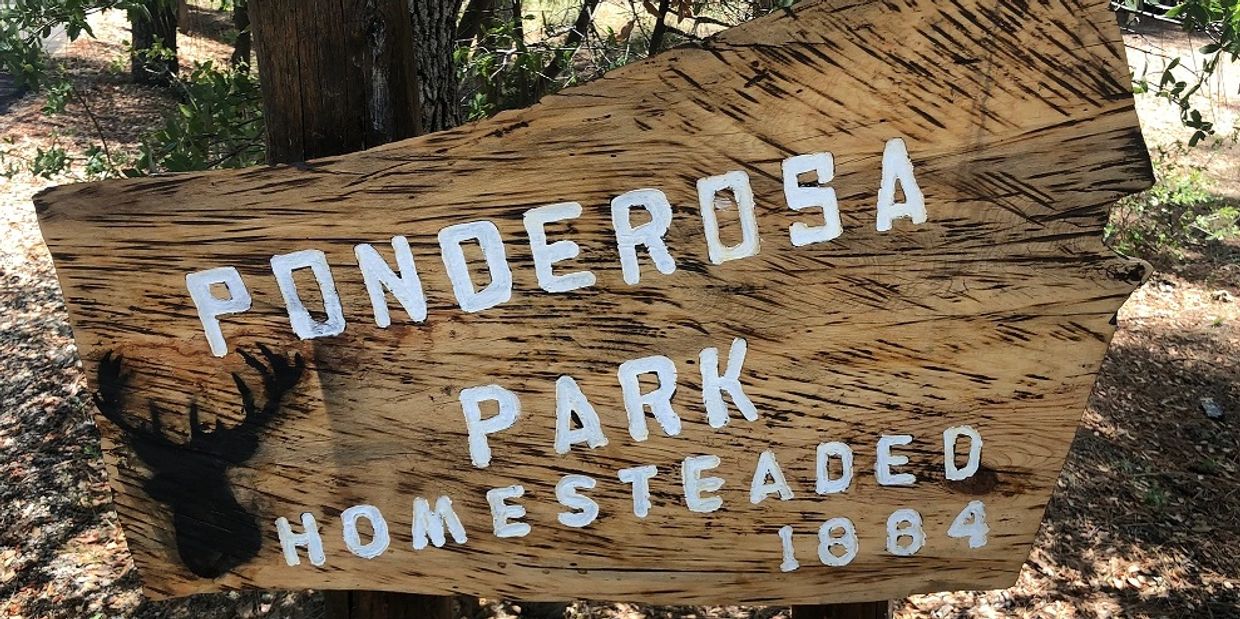 PONDEROSA
PARK
HOMESTEADED
1884